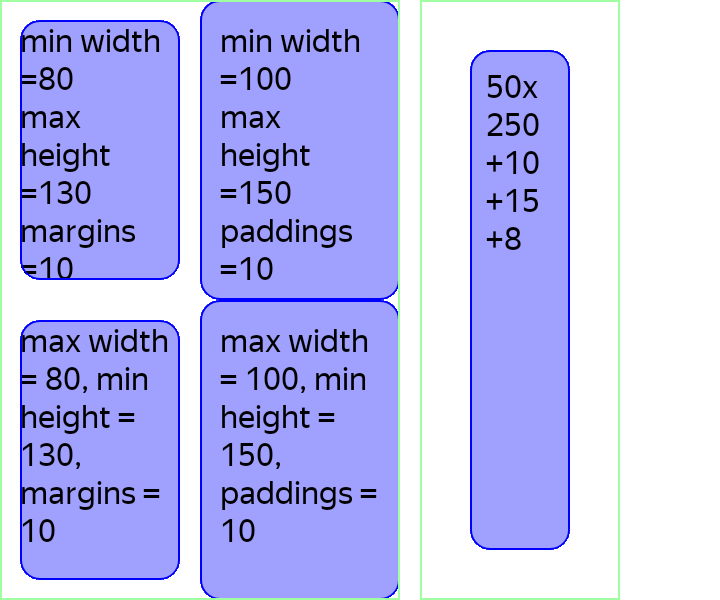 min width
=80
max
height
=130
margins
=10
min width
=100
max
height
=150
paddings
=10
50x
250
+10
+15
+8
max width
= 80, min
height =
130,
margins =
10
max width
= 100, min
height =
150,
paddings =
10